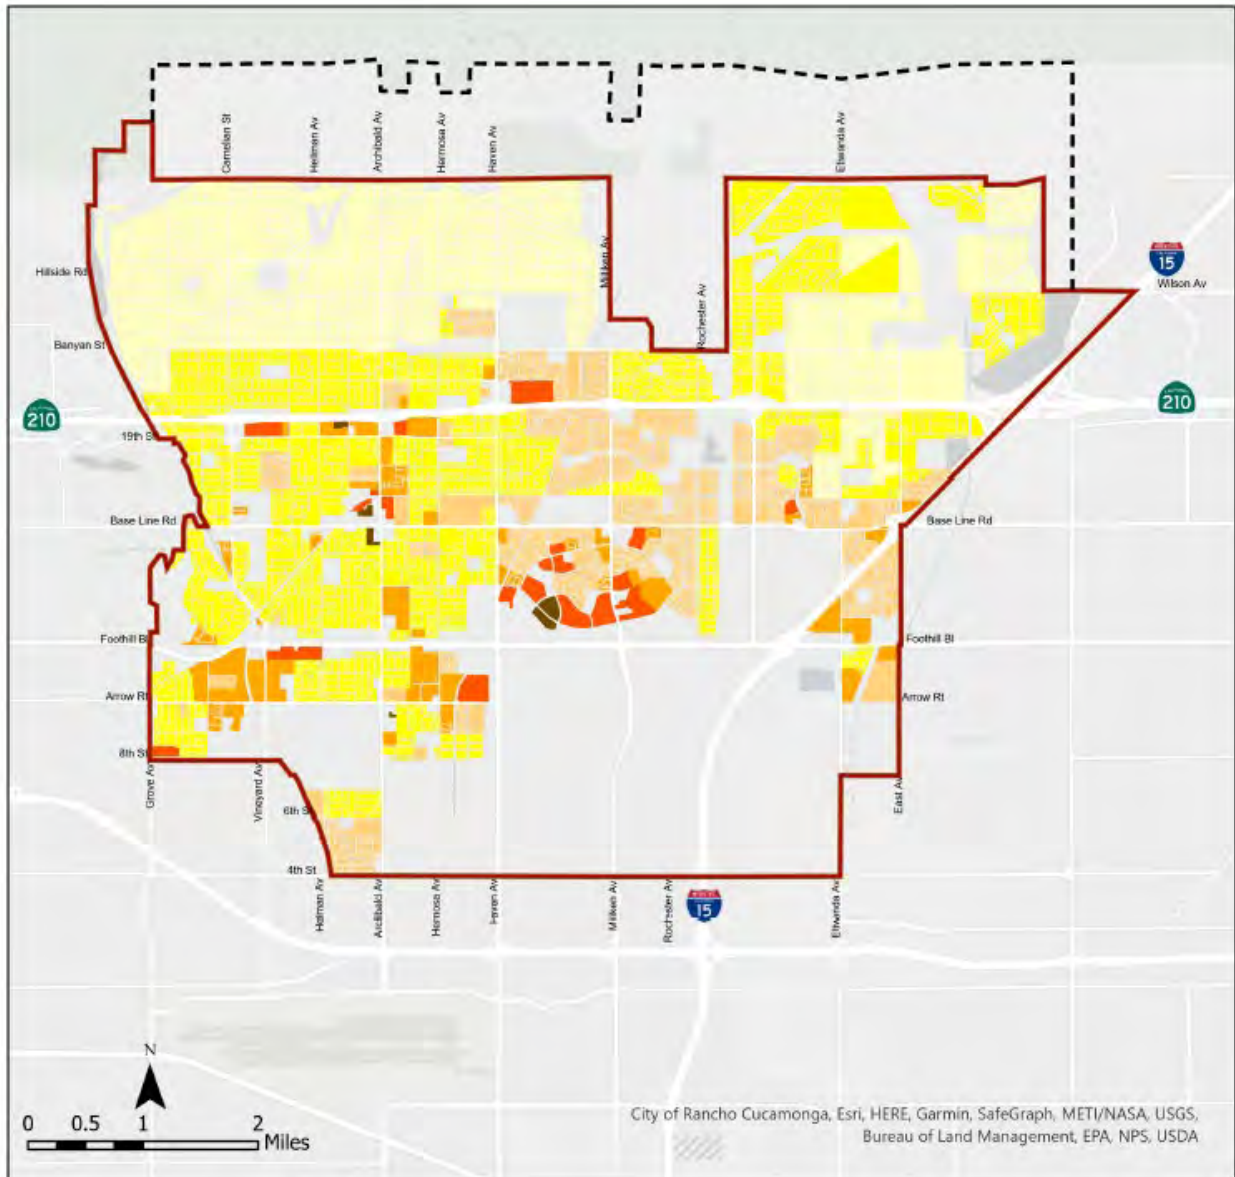 Carnelian St
Hellman Av
Archibald Av
Hermosa Av
Haven Av
Etiwanda Av
Milliken Av
Hillside Rd
15
Wilson Av
Rochester Av
Banyan St
210
210
19th St
Base Line Rd
Base Line Rd
Foothill Bl
Foothill Bl
Arrow Rt
Arrow Rt
8th St
Grove Av
Vineyard Av
6th St
East Av
4th St
Hellman Av
Archibald Av
Hermosa Av
Haven Av
Milliken Av
Rochester Av
15
Etiwanda Av
N
0 0.5 1 2
Miles
City of Rancho Cucamonga, Esri, HERE, Garmin, SafeGraph, METI/NASA, USGS,
Bureau of Land Management, EPA, NPS, USDA